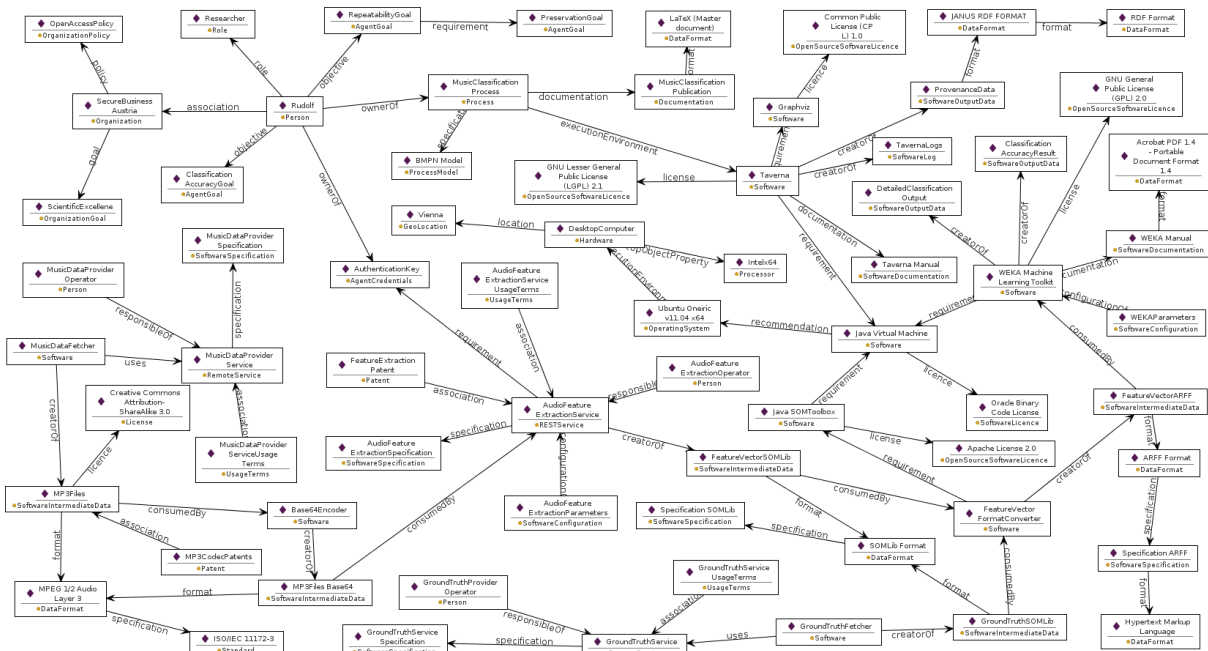 OpenAccessPolicy
OrganizationPolicy
Researcher
Role
RepeatabilityGoal
AgentGoal
requirement
PreservationGoal
AgentGoal
LaTeX (Master
document)
DataFormat
Common Public
License (CP
L) 1.0
OpenSourceSoftwareLicence
JANUS RDF FORMAT
DataFormat
format
RDF Format
DataFormat
policy
role
objective
format
licence
format
SecureBusiness
Austria
Organization
association
Rudolf
Person
ownerOf
MusicClassification
Process
Process
documentation
MusicClassification
Publication
Documentation
Graphviz
Software
ProvenanceData
SoftwareOutputData
GNU General
Public License
(GPL) 2.0
OpenSourceSoftwareLicence
goal
objective
executionEnvironment
creatorOf
license
BMPN Model
ProcessModel
GNU Lesser General
Public License
(LGPL) 2.1
OpenSourceSoftwareLicence
license
Taverna
Software
creatorOf
TavernaLogs
SoftwareLog
Classification
AccuracyResult
SoftwareOutputData
Acrobat PDF 1.4
- Portable
Document Format
1.4
DataFormat
Classification
AccuracyGoal
AgentGoal
ownerOf
DetailedClassification
Output
SoftwareOutputData
creatorOf
creatorOf
format
ScientificExcellene
OrganizationGoal
Vienna
GeoLocation
location
DesktopComputer
Hardware
requirement
documentation
WEKA Manual
SoftwareDocumentation
MusicDataProvider
Specification
SoftwareSpecification
Intelx64
Processor
Taverna Manual
SoftwareDocumentation
WEKA Machine
Learning Toolkit
Software
MusicDataProvider
Operator
Person
AuthenticationKey
AgentCredentials
AudioFeature
ExtractionService
UsageTerms
UsageTerms
responsibleOf
specification
Ubuntu Oneiric
v11.04 x64
OperatingSystem
recommendation
Java Virtual Machine
Software
WEKAParameters
SoftwareConfiguration
MusicDataFetcher
Software
uses
MusicDataProvider
Service
RemoteService
requirement
association
consumedBy
FeatureExtraction
Patent
Patent
association
AudioFeature
ExtractionOperator
Person
licence
creatorOf
Creative Commons
Attribution-
ShareAlike 3.0
License
AudioFeature
ExtractionService
RESTService
requirement
Java SOMToolbox
Software
Oracle Binary
Code License
SoftwareLicence
FeatureVectorARFF
SoftwareIntermediateData
licence
MusicDataProvider
ServiceUsage
Terms
UsageTerms
AudioFeature
ExtractionSpecification
SoftwareSpecification
specification
creatorOf
license
Apache License 2.0
OpenSourceSoftwareLicence
format
FeatureVectorSOMLib
SoftwareIntermediateData
requirement
creatorOf
ARFF Format
DataFormat
MP3Files
SoftwareIntermediateData
consumedBy
Base64Encoder
Software
consumedBy
AudioFeature
ExtractionParameters
SoftwareConfiguration
consumedBy
Specification SOMLib
SoftwareSpecification
format
FeatureVector
FormatConverter
Software
specification
association
format
creatorOf
specification
SOMLib Format
DataFormat
Specification ARFF
SoftwareSpecification
MP3CodecPatents
Patent
MPEG 1/2 Audio
Layer 3
DataFormat
format
MP3Files Base64
SoftwareIntermediateData
GroundTruthProvider
Operator
Person
GroundTruthService
UsageTerms
UsageTerms
format
consumedBy
format
specification
responsibleOf
GroundTruthFetcher
Software
creatorOf
GroundTruthSOMLib
SoftwareIntermediateData
Hypertext Markup
Language
DataFormat
ISO/IEC 11172-3
Standard
GroundTruthService
Specification
specification
GroundTruthService
uses